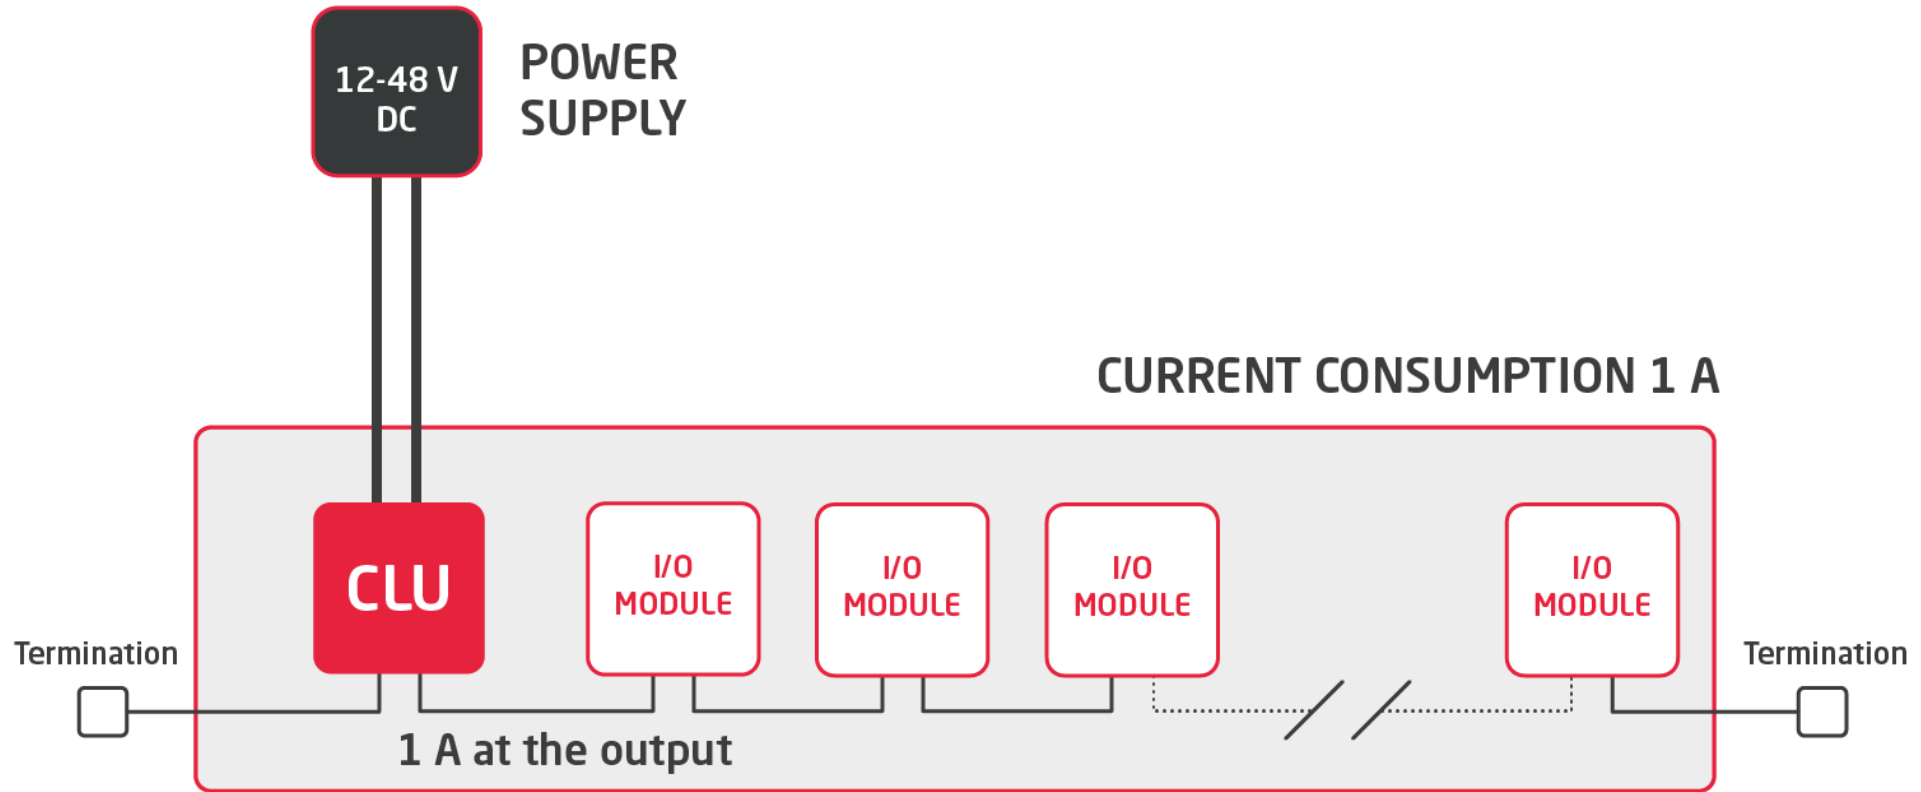 12-48 V
DC
POWER
SUPPLY
CURRENT CONSUMPTION 1 A
CLU
I/O
MODULE
I/O
MODULE
I/O
MODULE
I/O
MODULE
Termination
Termination
1 A at the output